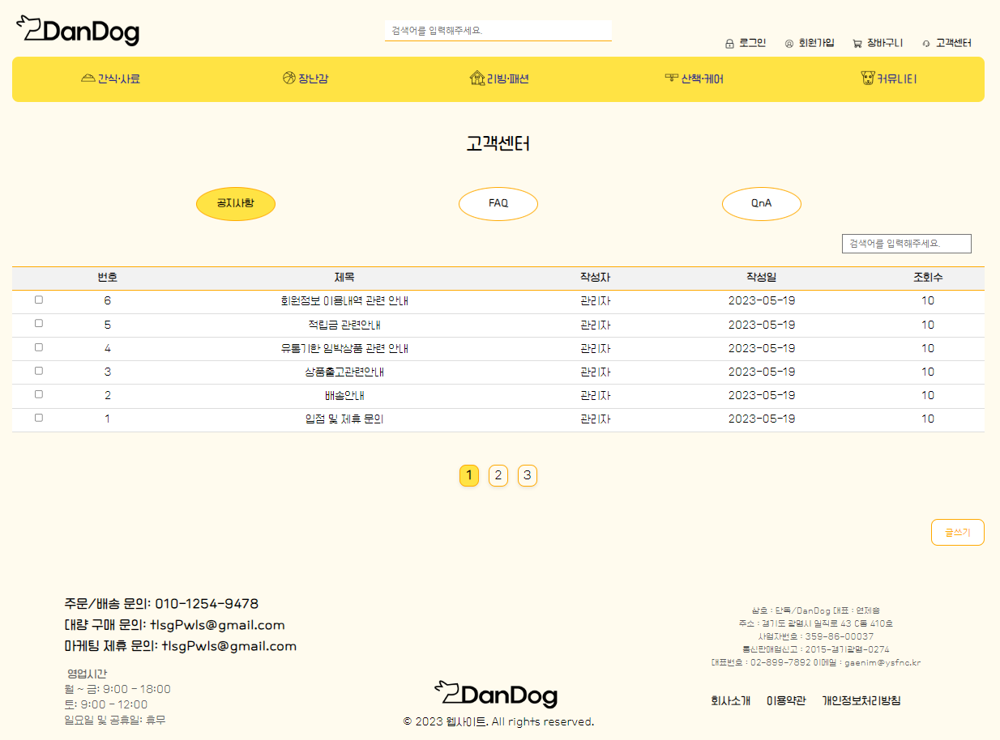 DanDog
검색어를 입력해주세요.
로그인 회원가입 장바구니 고객센터
간식·사료 장난감 리빙·패션 산책·케어 커뮤니티
고객센터
공지사항 FAQ QnA
검색어를 입력해주세요.
번호 제목 작성자 작성일 조회수
6 회원정보 이용내역 관련 안내 관리자 2023-05-19 10
5 적립금 관련안내 관리자 2023-05-19 10
4 유통기한 임박상품 관련 안내 관리자 2023-05-19 10
3 상품출고관련안내 관리자 2023-05-19 10
2 배송안내 관리자 2023-05-19 10
1 입점 및 제휴 문의 관리자 2023-05-19 10
1 2 3
글쓰기
주문/배송 문의: 010-1254-9478
대량 구매 문의: tlsgPwls@gmail.com
마케팅 제휴 문의: tlsgPwls@gmail.com
영업시간
월 ~ 금: 9:00 - 18:00
토: 9:00 - 12:00
일요일 및 공휴일: 휴무
DanDog
© 2023 웹사이트. All rights reserved.
상호 : 단독/DanDog 대표 : 연제홈
주소 : 경기도 광명시 일직로 43 C동 410호
사업자번호 : 359-86-00037
통신판매업신고 : 2015-경기광명-0274
대표번호 : 02-899-7892 이메일 : gaenim@ysfnc.kr
회사소개 이용약관 개인정보처리방침